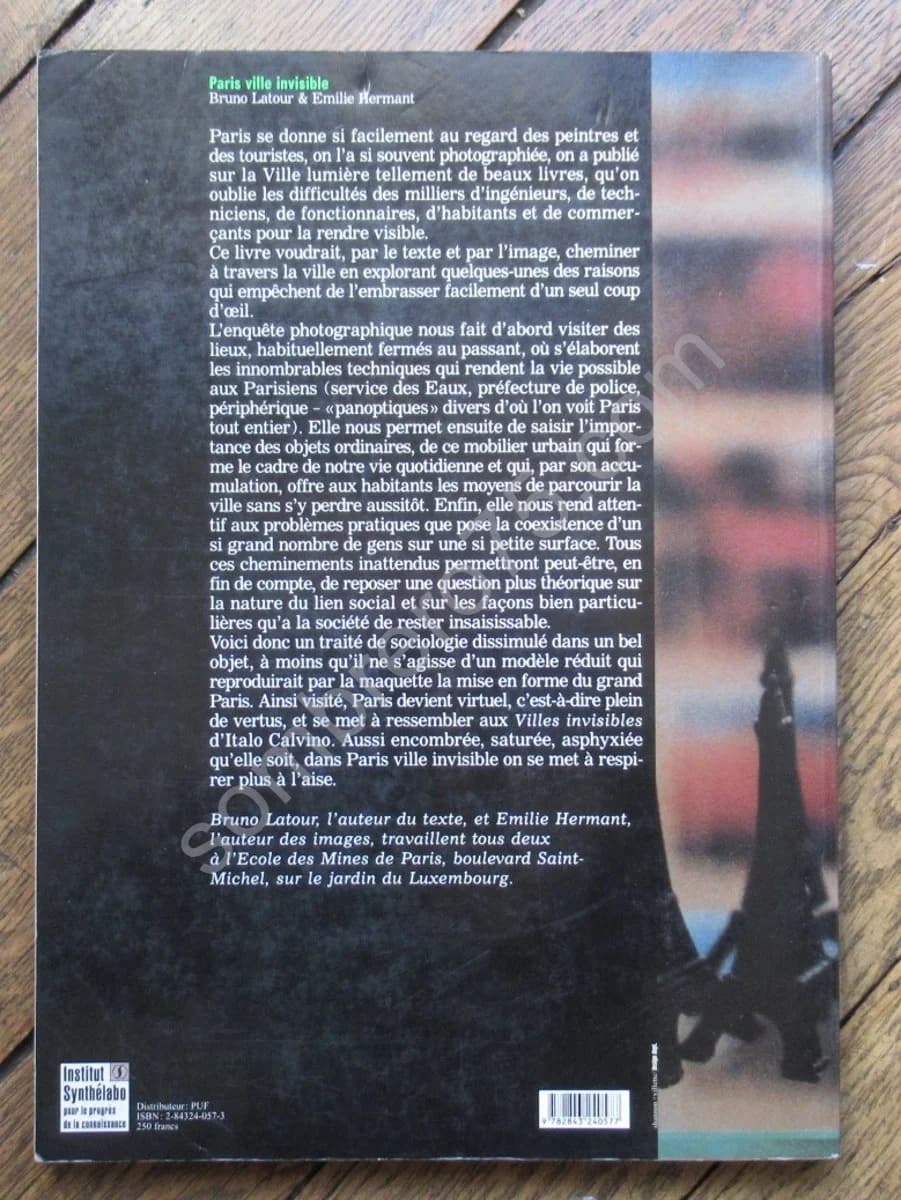 Paris ville invisible
Bruno Latour & Emilie Hermant
Paris se donne si facilement au regard des peintres et
des touristes, on l'a si souvent photographiée, on a publié
sur la Ville lumière tellement de beaux livres, qu'on
oublie les difficultés des milliers d'ingénieurs, de tech-
niciens, de fonctionnaires, d'habitants et de commer-
çants pour la rendre visible.
Ce livre voudrait, par le texte et par l'image, cheminer
à travers la ville en explorant quelques-unes des raisons
qui empêchent de l'embrasser facilement d'un seul coup
d'œil.
L'enquête photographique nous fait d'abord visiter des
lieux, habituellement fermés au passant, où s'élaborent
les innombrables techniques qui rendent la vie possible
aux Parisiens (service des Eaux, préfecture de police,
périphérique - «panoptiques» divers d'où l'on voit Paris
tout entier). Elle nous permet ensuite de saisir l'impor-
tance des objets ordinaires, de ce mobilier urbain qui for-
me le cadre de notre vie quotidienne et qui, par son accu-
mulation, offre aux habitants les moyens de parcourir la
ville sans s'y perdre aussitôt. Enfin, elle nous rend atten-
tif aux problèmes pratiques que pose la coexistence d'un
si grand nombre de gens sur une si petite surface. Tous
ces cheminements inattendus permettront peut-être, en
fin de compte, de reposer une question plus théorique sur
la nature du lien social et sur les façons bien particu-
lières qu'a la société de rester insaisissable.
Voici donc un traité de sociologie dissimulé dans un bel
objet, à moins qu'il ne s'agisse d'un modèle réduit qui
reproduirait par la maquette la mise en forme du grand
Paris. Ainsi visité, Paris devient virtuel, c'est-à-dire plein
de vertus, et se met à ressembler aux Villes invisibles
d'Italo Calvino. Aussi encombrée, saturée, asphyxiée
qu'elle soit, dans Paris ville invisible on se met à respi-
rer plus à l'aise.
Bruno Latour, l'auteur du texte, et Emilie Hermant,
l'auteur des images, travaillent tous deux
à l'Ecole des Mines de Paris, boulevard Saint-
Michel, sur le jardin du Luxembourg.
Institut
Synthélabo
pour le progrès
de la connaissance
Distributeur: PUF
ISBN: 2-84324-057-3
250 francs
9 782843 240577
sombreroy76.com